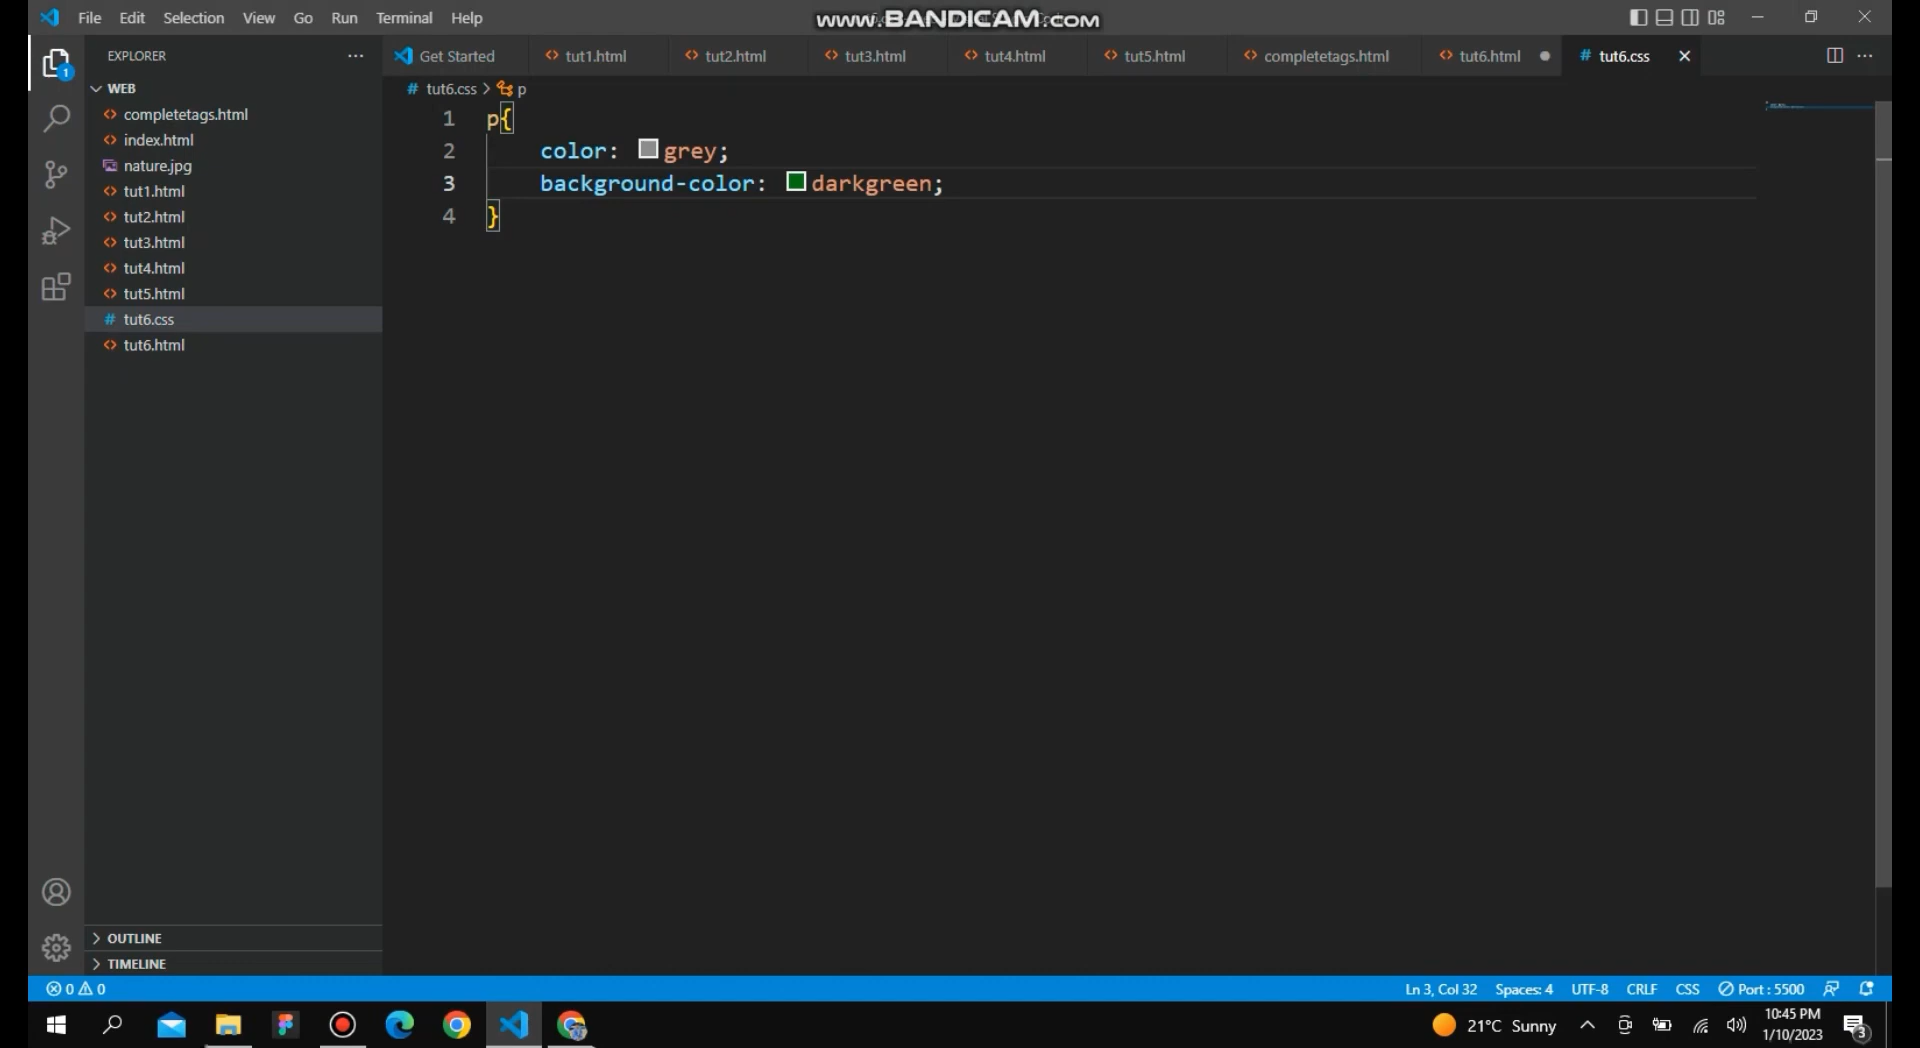 File Edit Selection View Go Run Terminal Help
WWW.BANDICAM.COM
EXPLORER
Get Started tut1.html tut2.html tut3.html tut4.html tut5.html completetags.html tut6.html tut6.css
1
WEB
tut6.css > p
completetags.html
index.html
nature.jpg
tut1.html
tut2.html
tut3.html
tut4.html
tut5.html
tut6.css
tut6.html
1 p{
2 color: grey;
3 background-color: darkgreen;
4 }
OUTLINE
TIMELINE
0 0 Ln 3, Col 32 Spaces: 4 UTF-8 CRLF CSS Port : 5500
21°C Sunny
10:45 PM
1/10/2023
3